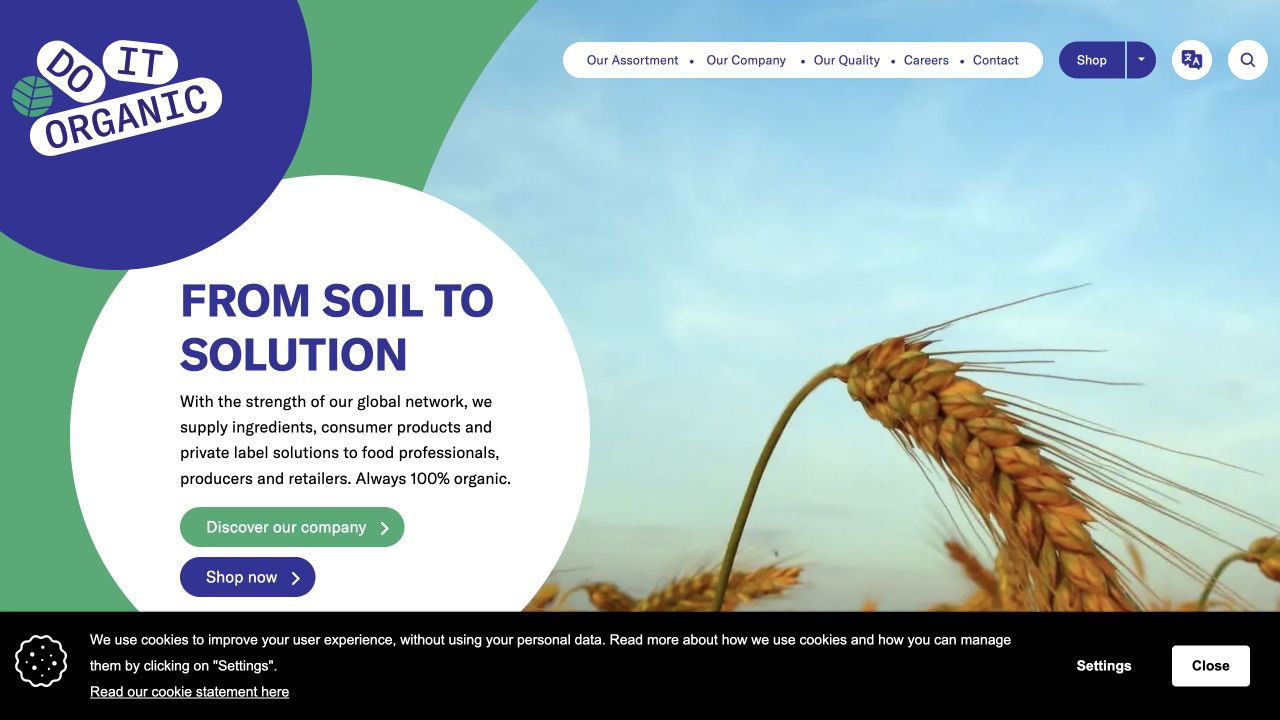 DO IT
ORGANIC
Our Assortment • Our Company • Our Quality • Careers • Contact
Shop
FROM SOIL TO
SOLUTION
With the strength of our global network, we
supply ingredients, consumer products and
private label solutions to food professionals,
producers and retailers. Always 100% organic.
Discover our company
Shop now
We use cookies to improve your user experience, without using your personal data. Read more about how we use cookies and how you can manage
them by clicking on "Settings".
Read our cookie statement here
Settings
Close